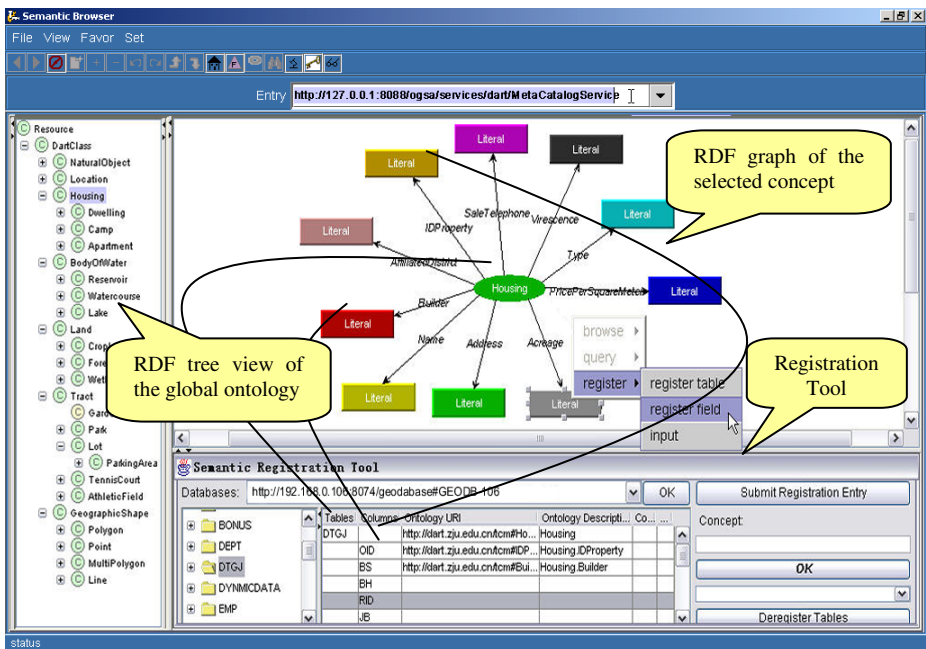 Semantic Browser
File View Favor Set
Entry http://127.0.0.1:8088/ogsa/services/dart/MetaCatalogService
Resource
DartClass
NaturalObject
Location
Housing
Dwelling
Camp
Apartment
BodyOfWater
Reservoir
Watercourse
Lake
Land
Tract
Park
Lot
ParkingArea
TennisCourt
AthleticField
GeographicShape
Polygon
Point
MultiPolygon
Line
RDF tree view of
the global ontology
Literal
Literal
Literal
Literal
Literal
Literal
Literal
Literal
Literal
Literal
SaleTelephone
Virescence
IDProperty
Type
AffiliatedDistrict
Housing
Builder
Name
Address
Acreage
RDF graph of the
selected concept
browse
query
register
register table
register field
input
Registration
Tool
Semantic Registration Tool
Databases: http://192.168.0.106:8074/geodatabase#GEODB-106 OK
Submit Registration Entry
BONUS
DEPT
DTGJ
DYNMICDATA
EMP
Tables Columns Ontology URI Ontology Descripti... Co... ...
DTGJ http://dart.zju.edu.cn/tcm#Ho... Housing
OID http://dart.zju.edu.cn/tcm#IDP... Housing.IDProperty
BS http://dart.zju.edu.cn/tcm#Bui... Housing.Builder
BH
RID
JB
Concept:
OK
Deregister Tables
status